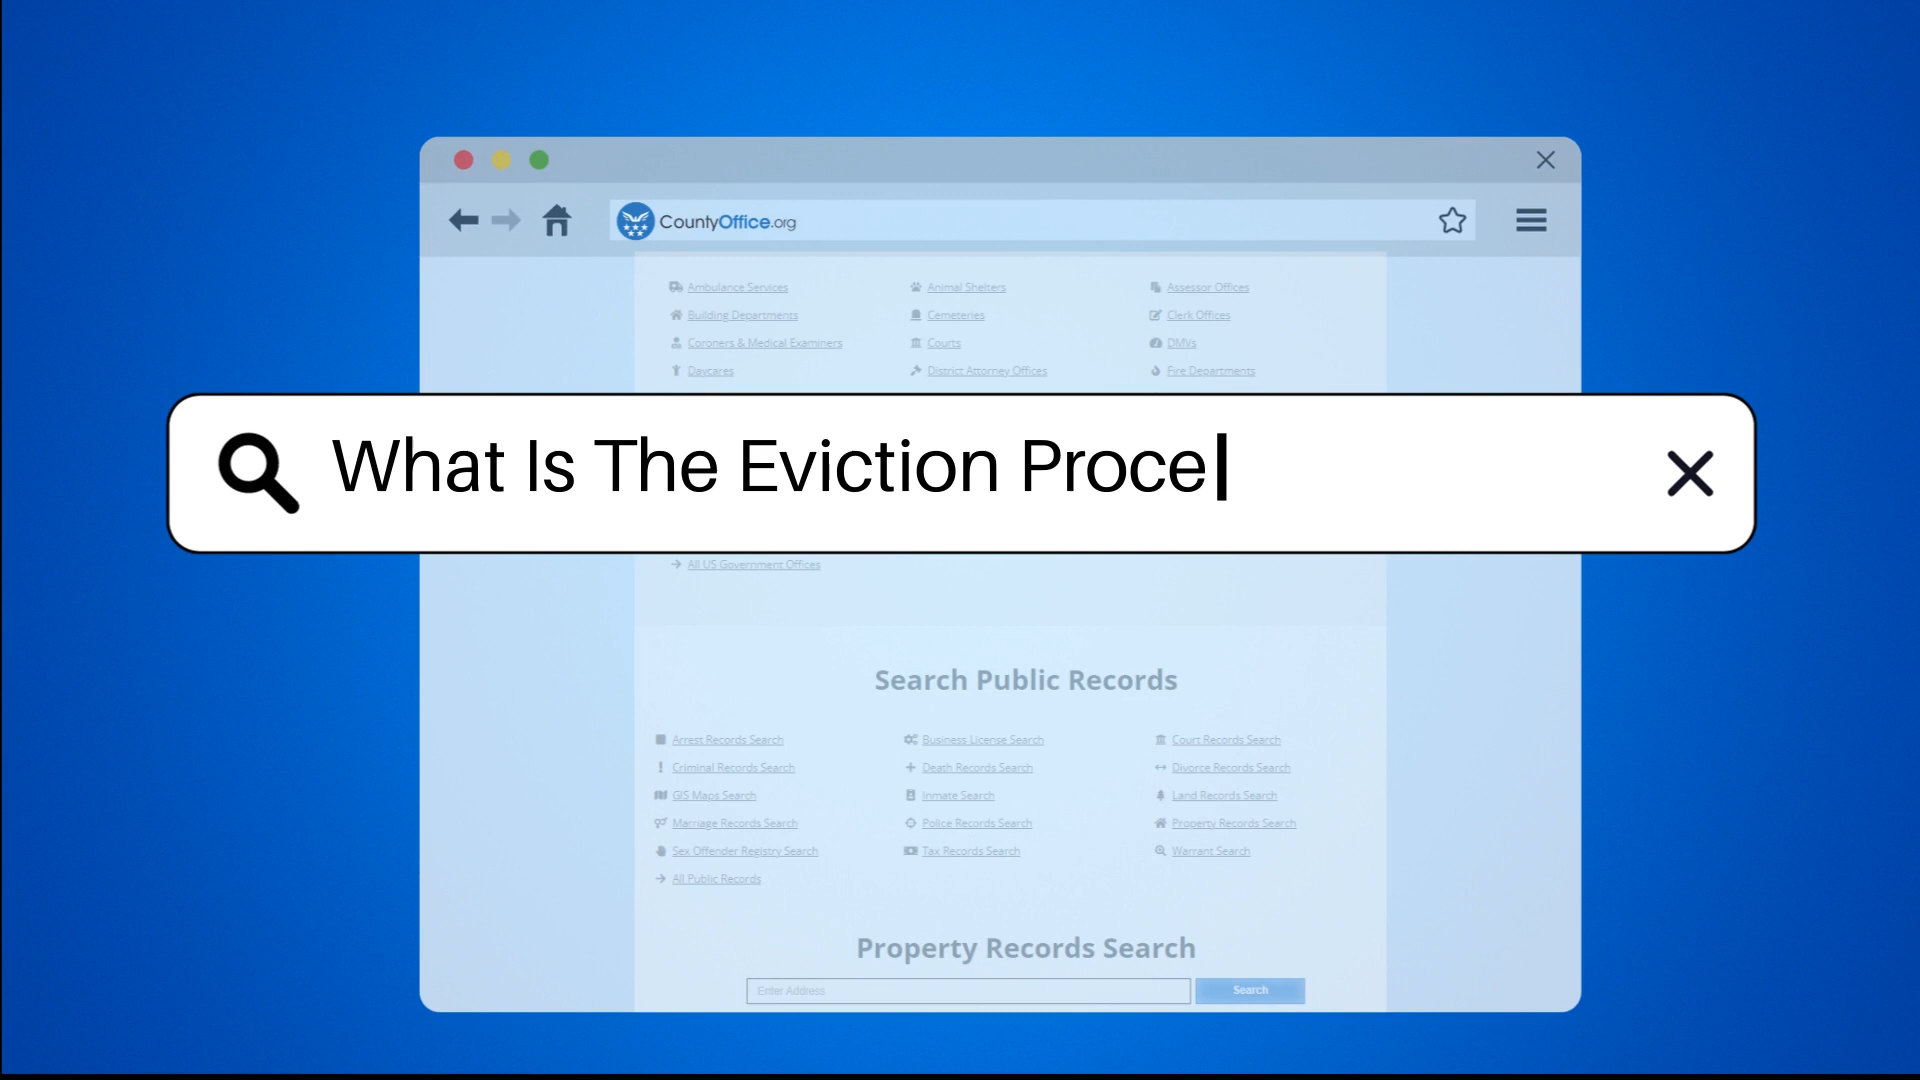 CountyOffice.org
Ambulance Services Animal Shelters Assessor Offices
Building Departments Cemeteries Clerk Offices
Coroners & Medical Examiners Courts DMVs
Daycares District Attorney Offices Fire Departments
What Is The Eviction Proce
All US Government Offices
Search Public Records
Arrest Records Search Business License Search Court Records Search
Criminal Records Search Death Records Search Divorce Records Search
GIS Maps Search Inmate Search Land Records Search
Marriage Records Search Police Records Search Property Records Search
Sex Offender Registry Search Tax Records Search Warrant Search
All Public Records
Property Records Search
Enter Address Search